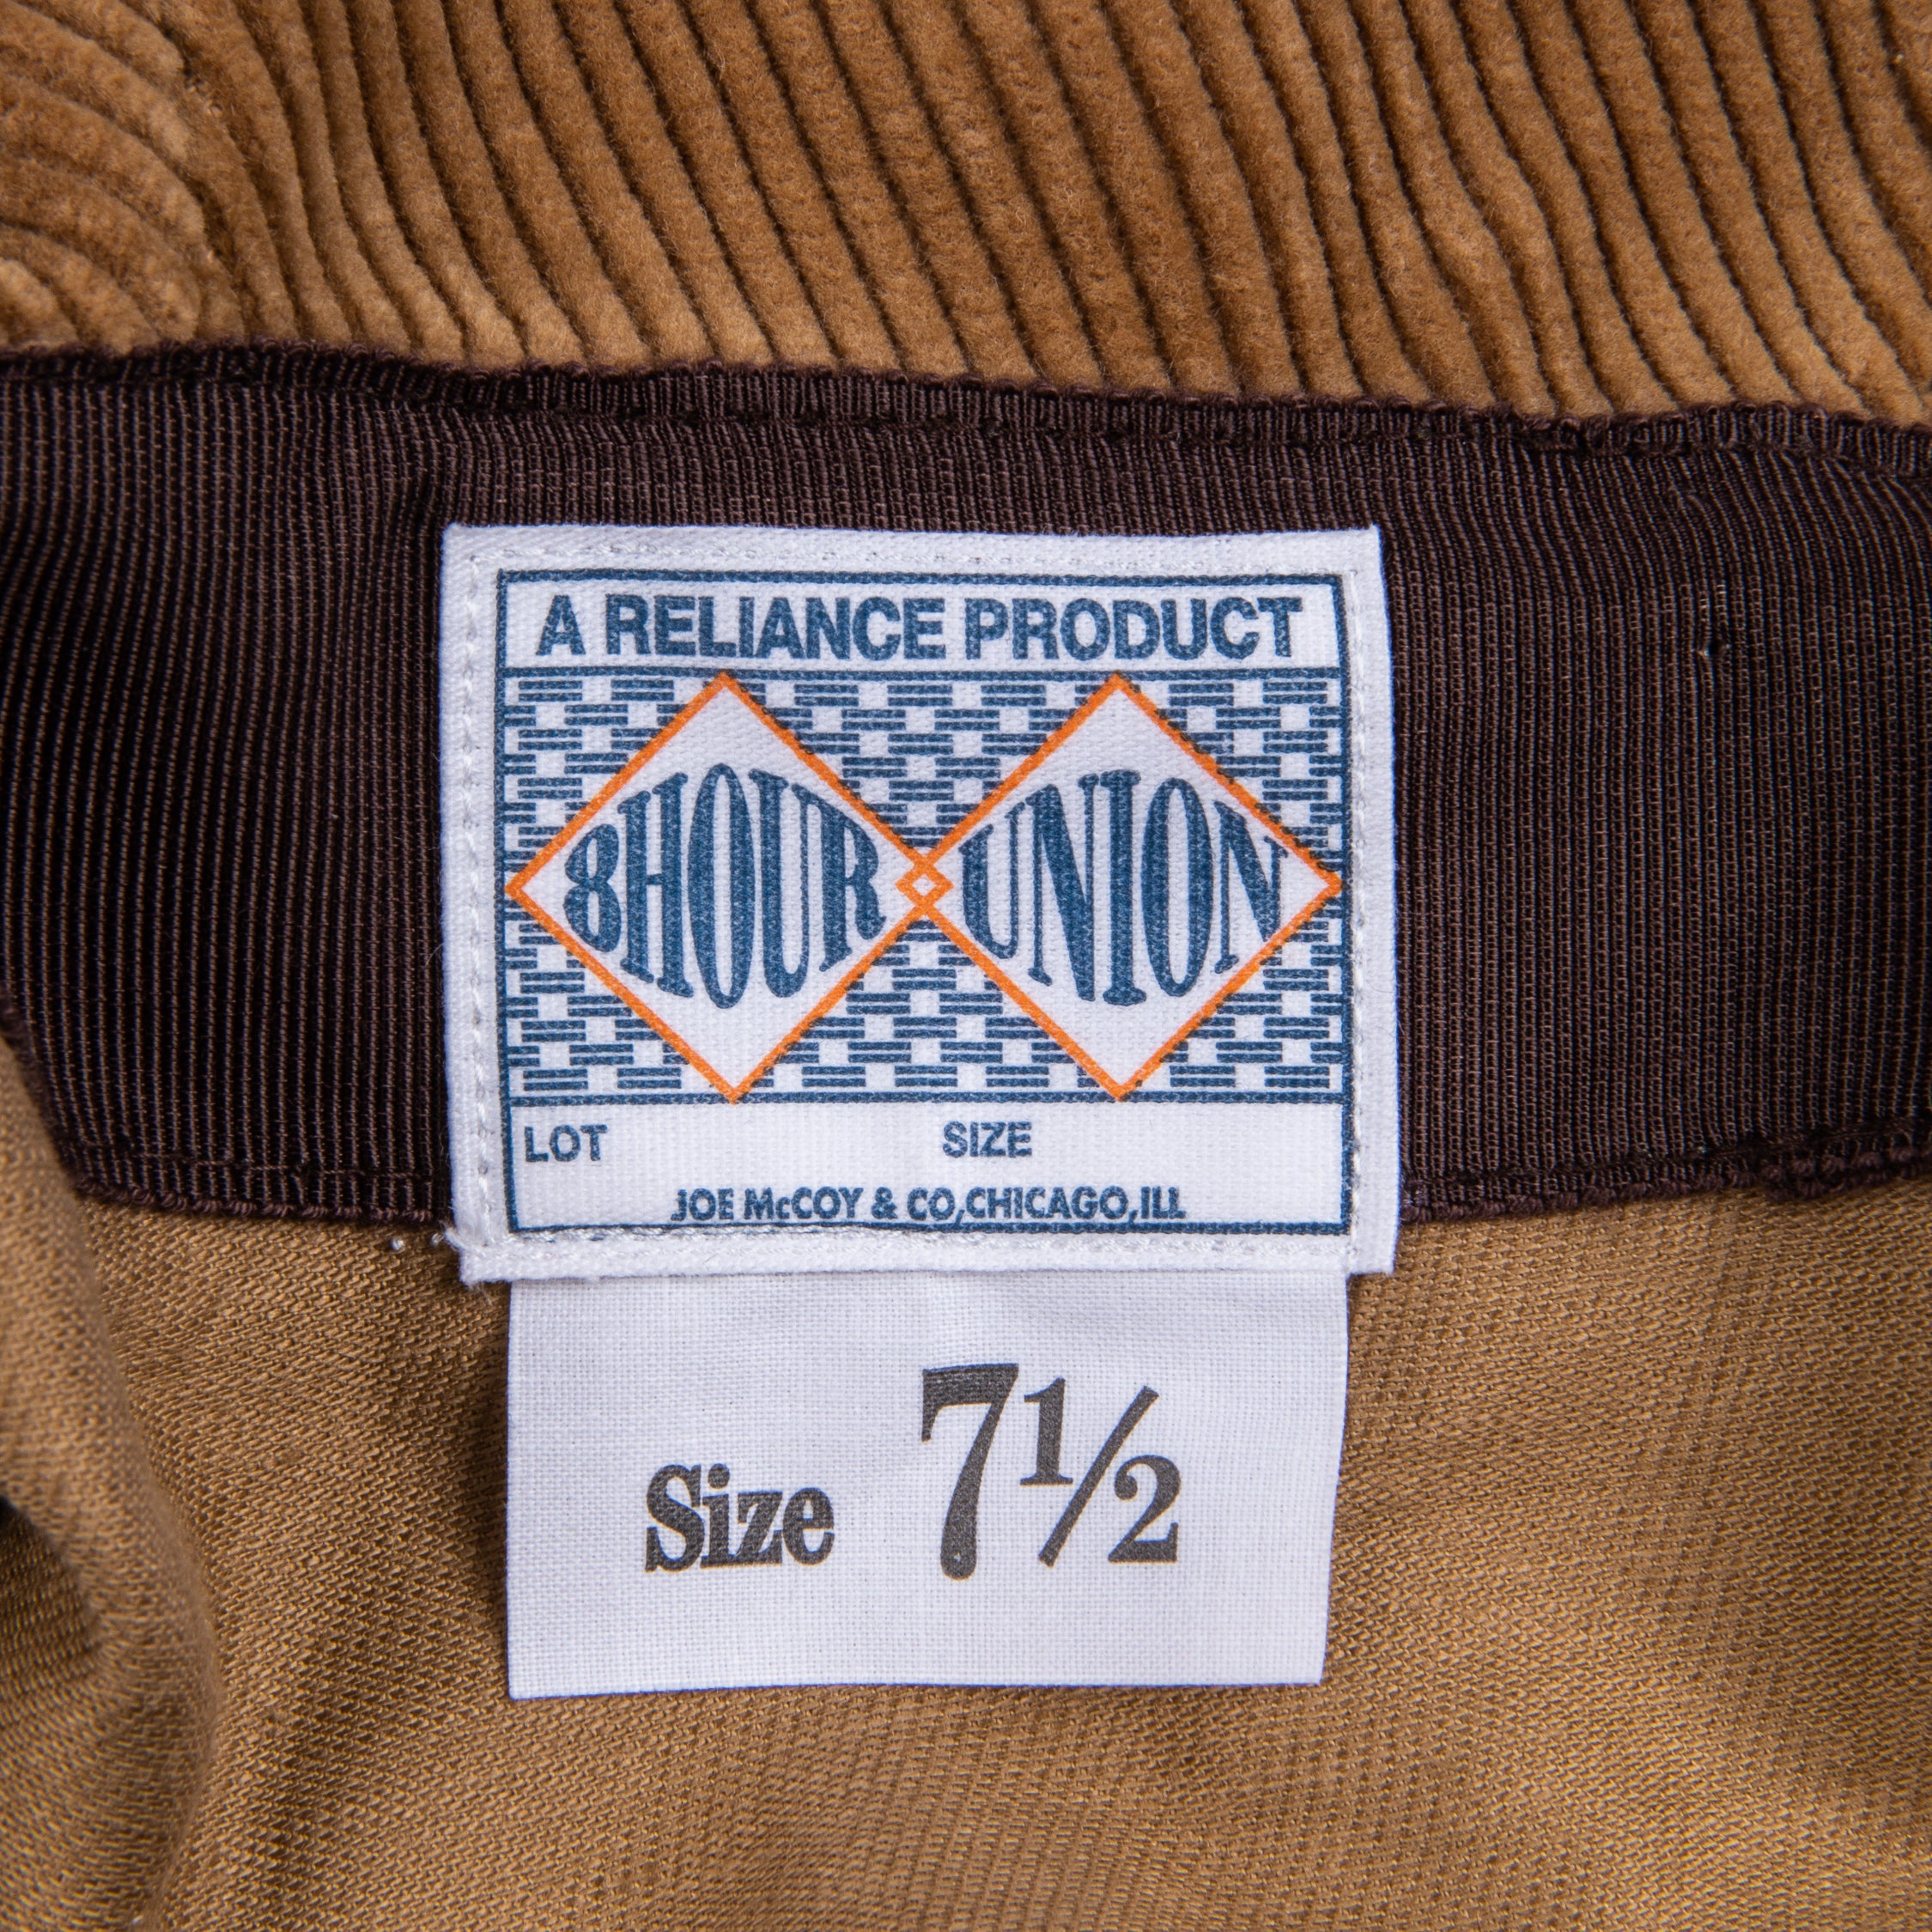 A RELIANCE PRODUCT
8HOUR UNION
LOT SIZE
JOE McCOY & CO,CHICAGO,ILL
Size 7½